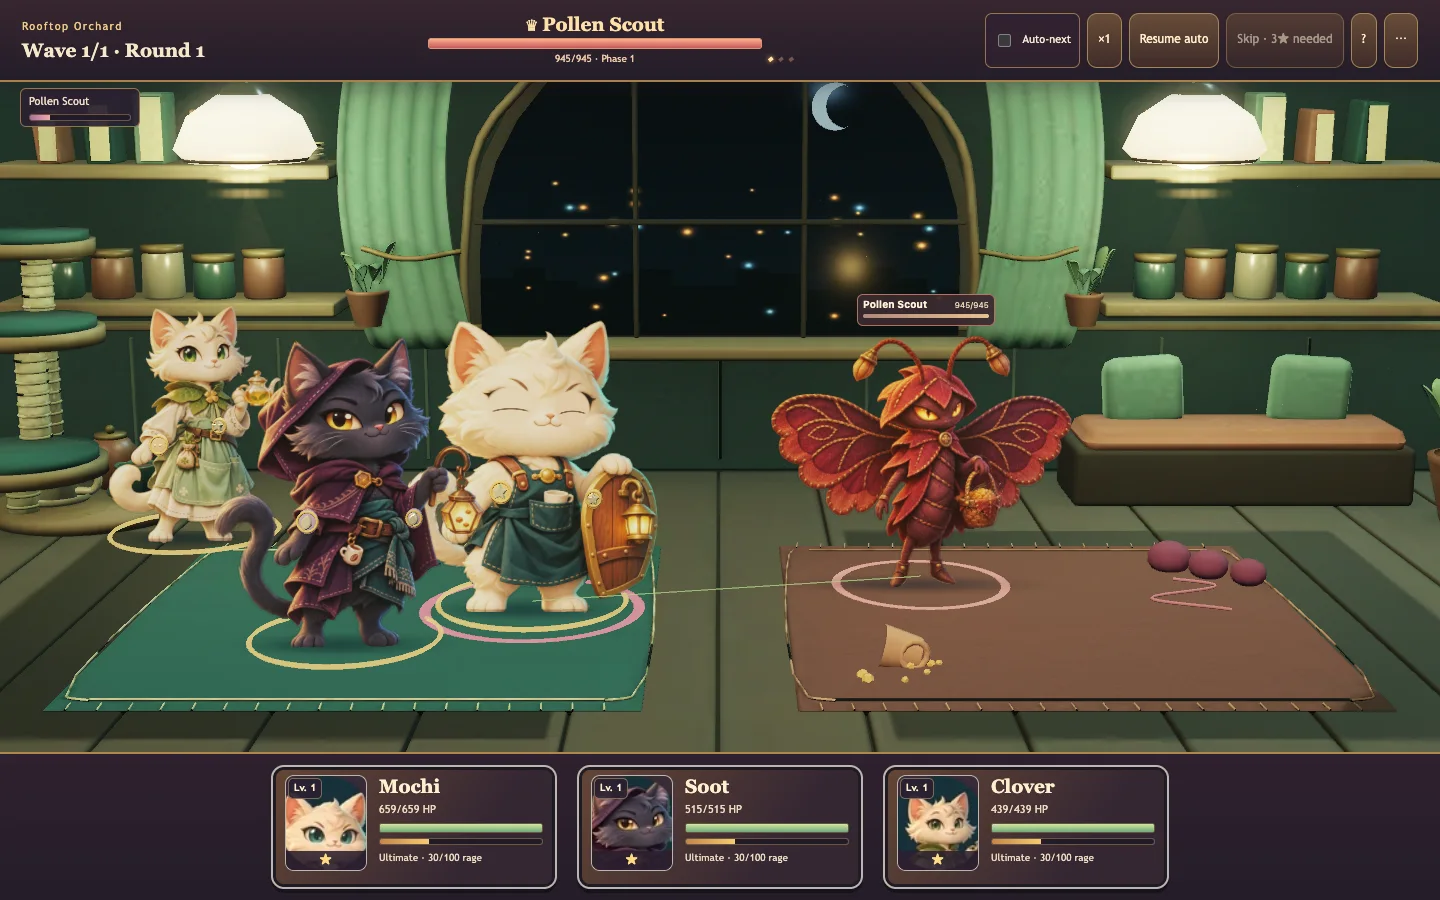 Rooftop Orchard
Wave 1/1 · Round 1
♛ Pollen Scout
945/945 · Phase 1
Auto-next
×1
Resume auto
Skip · 3★ needed
?
...
Pollen Scout
Pollen Scout 945/945
Lv. 1
Mochi
659/659 HP
Ultimate · 30/100 rage
★
Lv. 1
Soot
515/515 HP
Ultimate · 30/100 rage
★
Lv. 1
Clover
439/439 HP
Ultimate · 30/100 rage
★